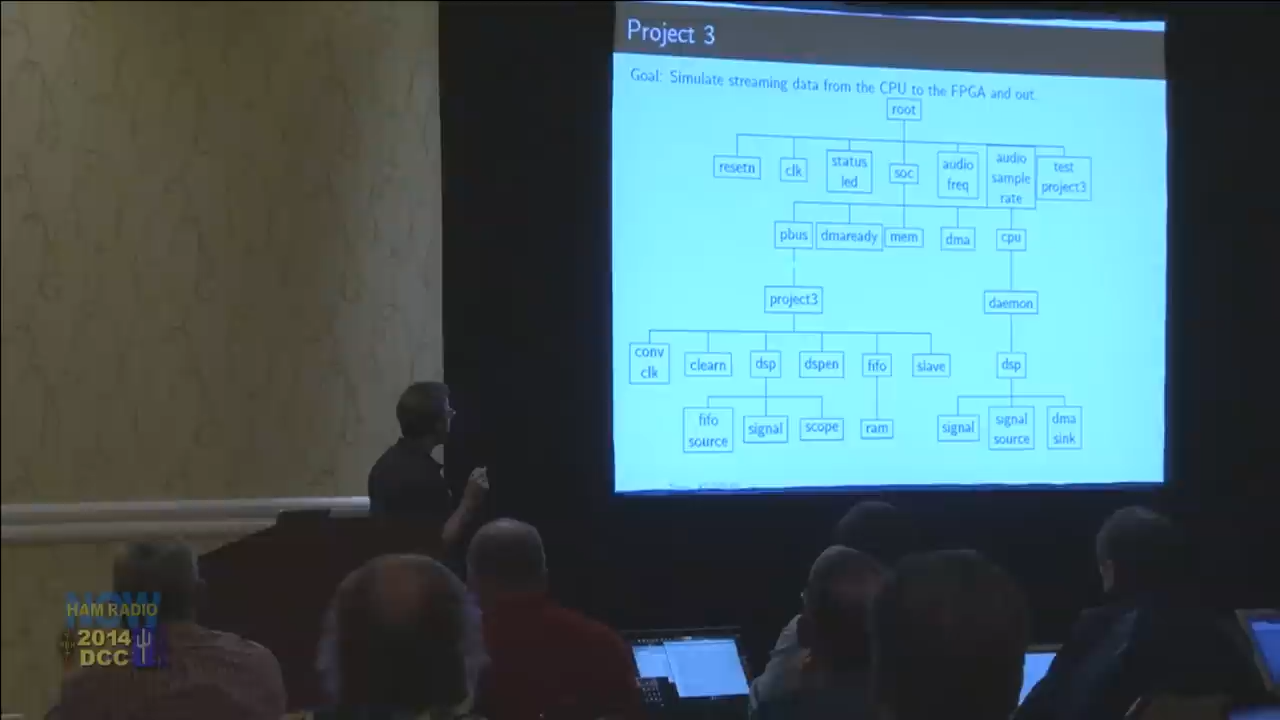 Project 3
Goal: Simulate streaming data from the CPU to the FPGA and out.
root
resetn
clk
status
led
soc
audio
freq
audio
sample
rate
test
project3
pbus
dmaready
mem
dma
cpu
project3
daemon
conv
clk
clearn
dsp
dspen
fifo
slave
dsp
fifo
source
signal
scope
ram
signal
signal
source
dma
sink
NOW
HAM RADIO
2014
DCC